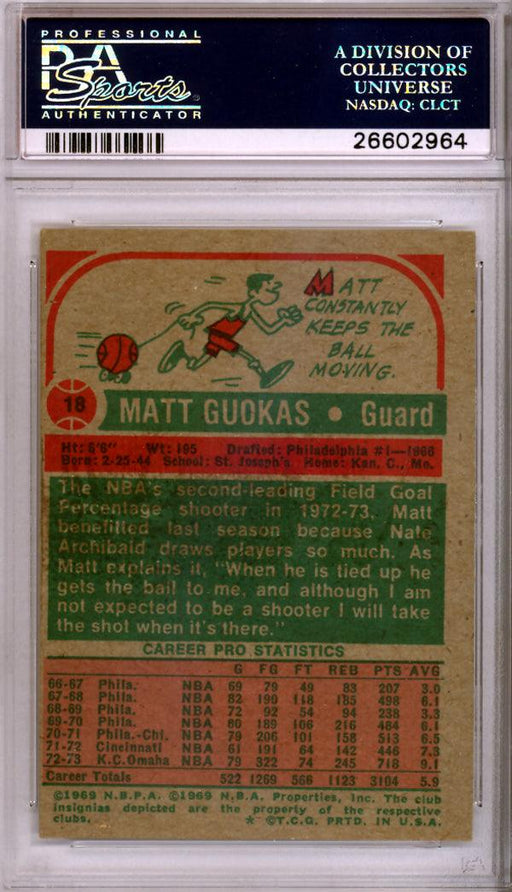 PROFESSIONAL
PSA
Sports
AUTHENTICATOR
A DIVISION OF
COLLECTORS
UNIVERSE
NASDAQ: CLCT
26602964
MATT
CONSTANTLY
KEEPS THE
BALL
MOVING.
18 MATT GUOKAS • Guard
Ht: 6'6" Wt: 195 Drafted: Philadelphia #1—1966
Born: 2-25-44 School: St. Joseph's. Home: Kan. C., Mo.
The NBA's second-leading Field Goal
Percentage shooter in 1972-73. Matt
benefitted last season because Nate
Archibald draws players so much. As
Matt explains it, "When he is tied up he
gets the ball to me, and although I am
not expected to be a shooter I will take
the shot when it's there."
CAREER PRO STATISTICS
G FG FT REB PTS AVG
66-67 Phila. NBA 69 79 49 83 207 3.0
67-68 Phila. NBA 82 190 118 185 498 6.1
68-69 Phila. NBA 72 92 54 94 238 3.3
69-70 Phila. NBA 80 189 106 216 484 6.1
70-71 Phila.-Chi. NBA 79 206 101 158 513 6.5
71-72 Cincinnati NBA 61 191 64 142 446 7.3
72-73 K.C. Omaha NBA 79 322 74 245 718 9.1
Career Totals 522 1269 566 1123 3104 5.9
©1969 N.B.P.A. ©1969 N.B.A. Properties, Inc. The club
insignias depicted are the property of the respective
clubs. * ©T.C.G. PRTD. IN U.S.A.